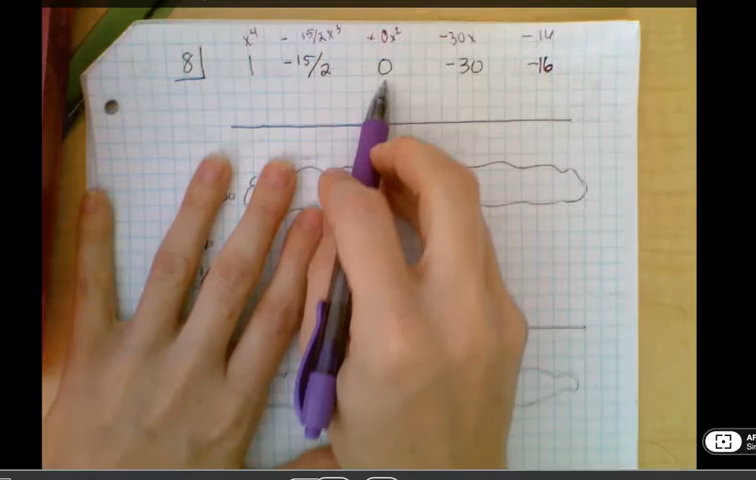 x⁴ - 15/2x³ + 0x² -30x -16
8| 1 -15/2 0 -30 -16